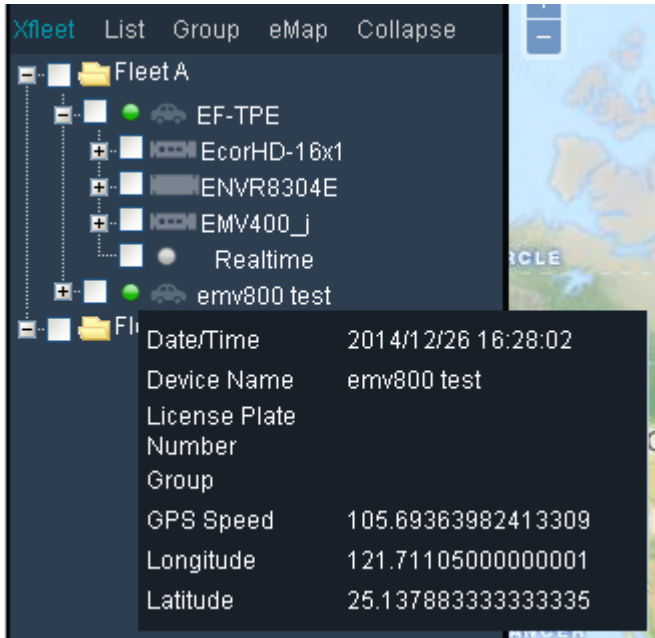 Xfleet List Group eMap Collapse
Fleet A
EF-TPE
EcorHD-16x1
ENVR8304E
EMV400_j
Realtime
RCLE
emv800 test
Date/Time 2014/12/26 16:28:02
Device Name emv800 test
License Plate
Number
Group
GPS Speed 105.69363982413309
Longitude 121.71105000000001
Latitude 25.137883333333335